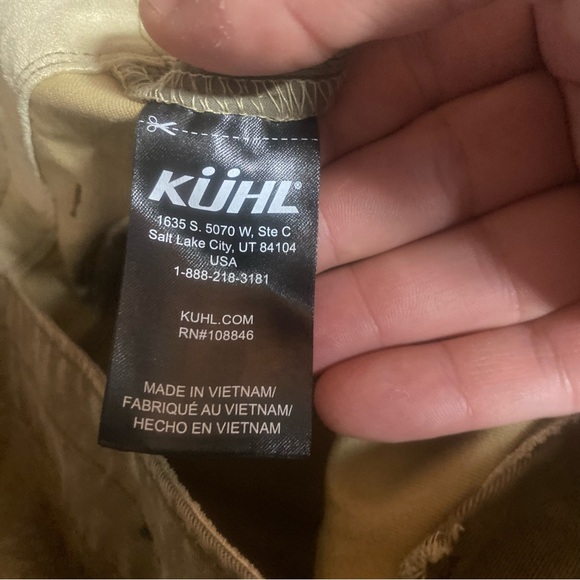 KÜHL
1635 S. 5070 W, Ste C
Salt Lake City, UT 84104
USA
1-888-218-3181
KUHL.COM
RN#108846
MADE IN VIETNAM/
FABRIQUÉ AU VIETNAM/
HECHO EN VIETNAM